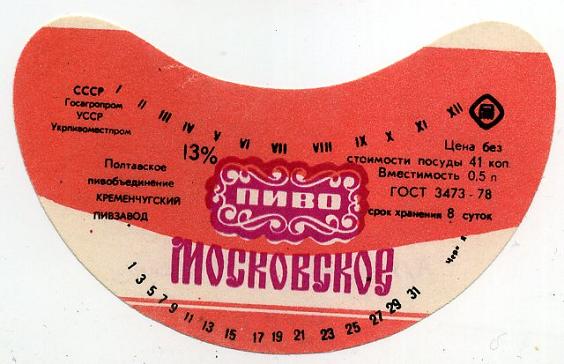 СССР
Госагропром
УССР
Укрпивоместпром
I II III IV V VI VII VIII IX X XI XII
13%
Полтавское
пивобъединение
КРЕМЕНЧУГСКИЙ
ПИВЗАВОД
Цена без
стоимости посуды 41 коп.
Вместимость 0,5 л
ГОСТ 3473-78
срок хранения 8 суток
ПИВО
МОСКОВСКОЕ
1 3 5 7 9 11 13 15 17 19 21 23 25 27 29 31